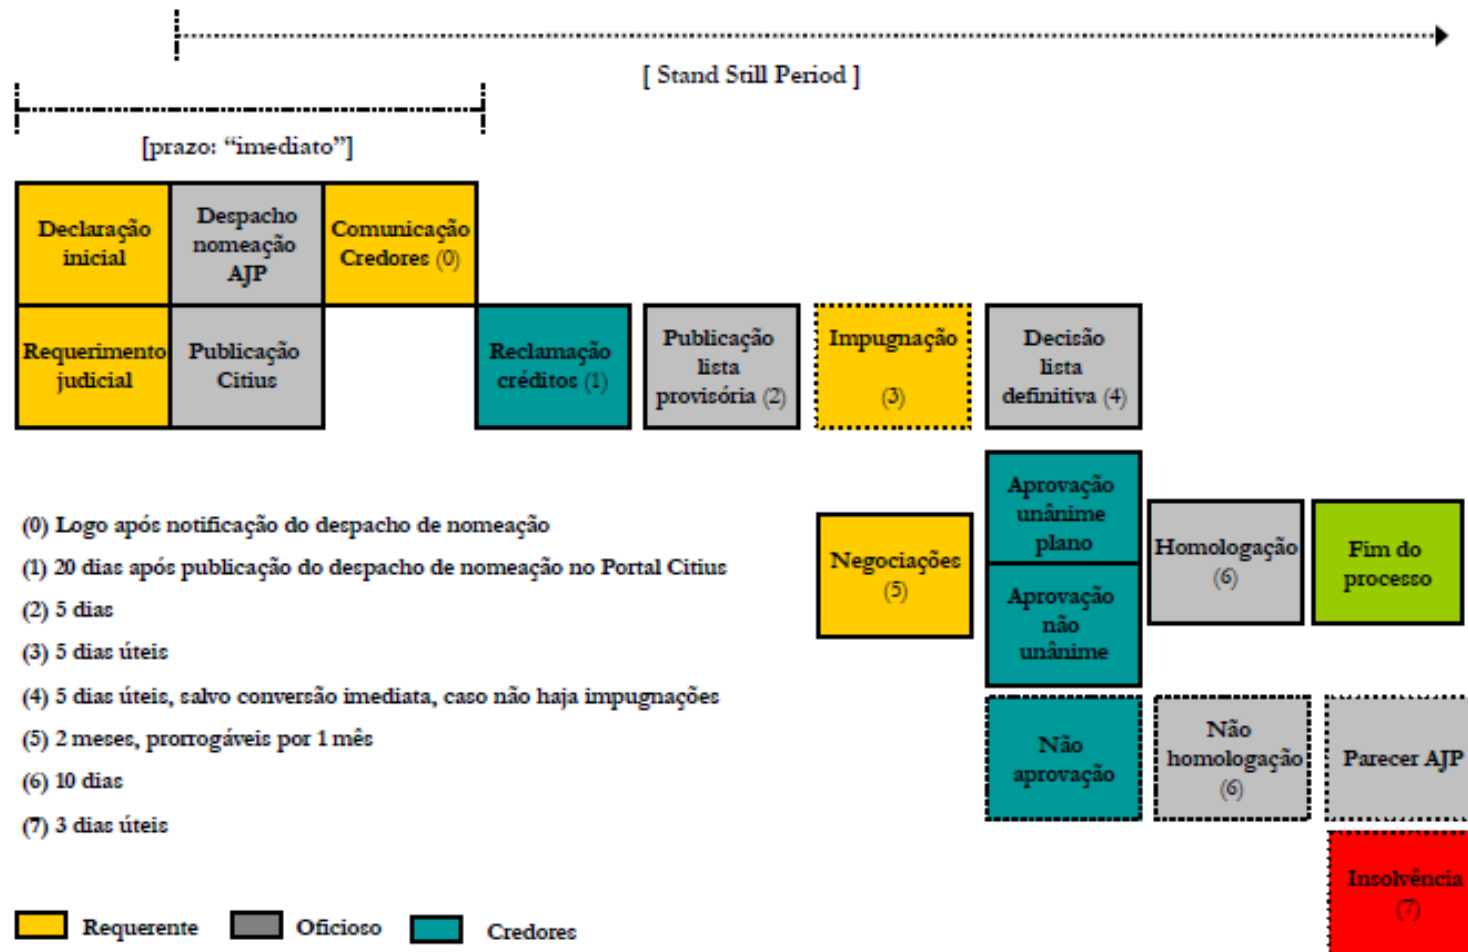 [ Stand Still Period ]
[prazo: “imediato”]
Declaração
inicial
Despacho
nomeação
AJP
Comunicação
Credores (0)
Requerimento
judicial
Publicação
Citius
Reclamação
créditos (1)
Publicação
lista
provisória (2)
Impugnação
(3)
Decisão
lista
definitiva (4)
(0) Logo após notificação do despacho de nomeação
(1) 20 dias após publicação do despacho de nomeação no Portal Citius
(2) 5 dias
(3) 5 dias úteis
(4) 5 dias úteis, salvo conversão imediata, caso não haja impugnações
(5) 2 meses, prorrogáveis por 1 mês
(6) 10 dias
(7) 3 dias úteis
Negociações
(5)
Aprovação
unânime
plano
Aprovação
não
unânime
Homologação
(6)
Fim do
processo
Não
aprovação
Não
homologação
(6)
Parecer AJP
Insolvência
(7)
Requerente
Oficioso
Credores